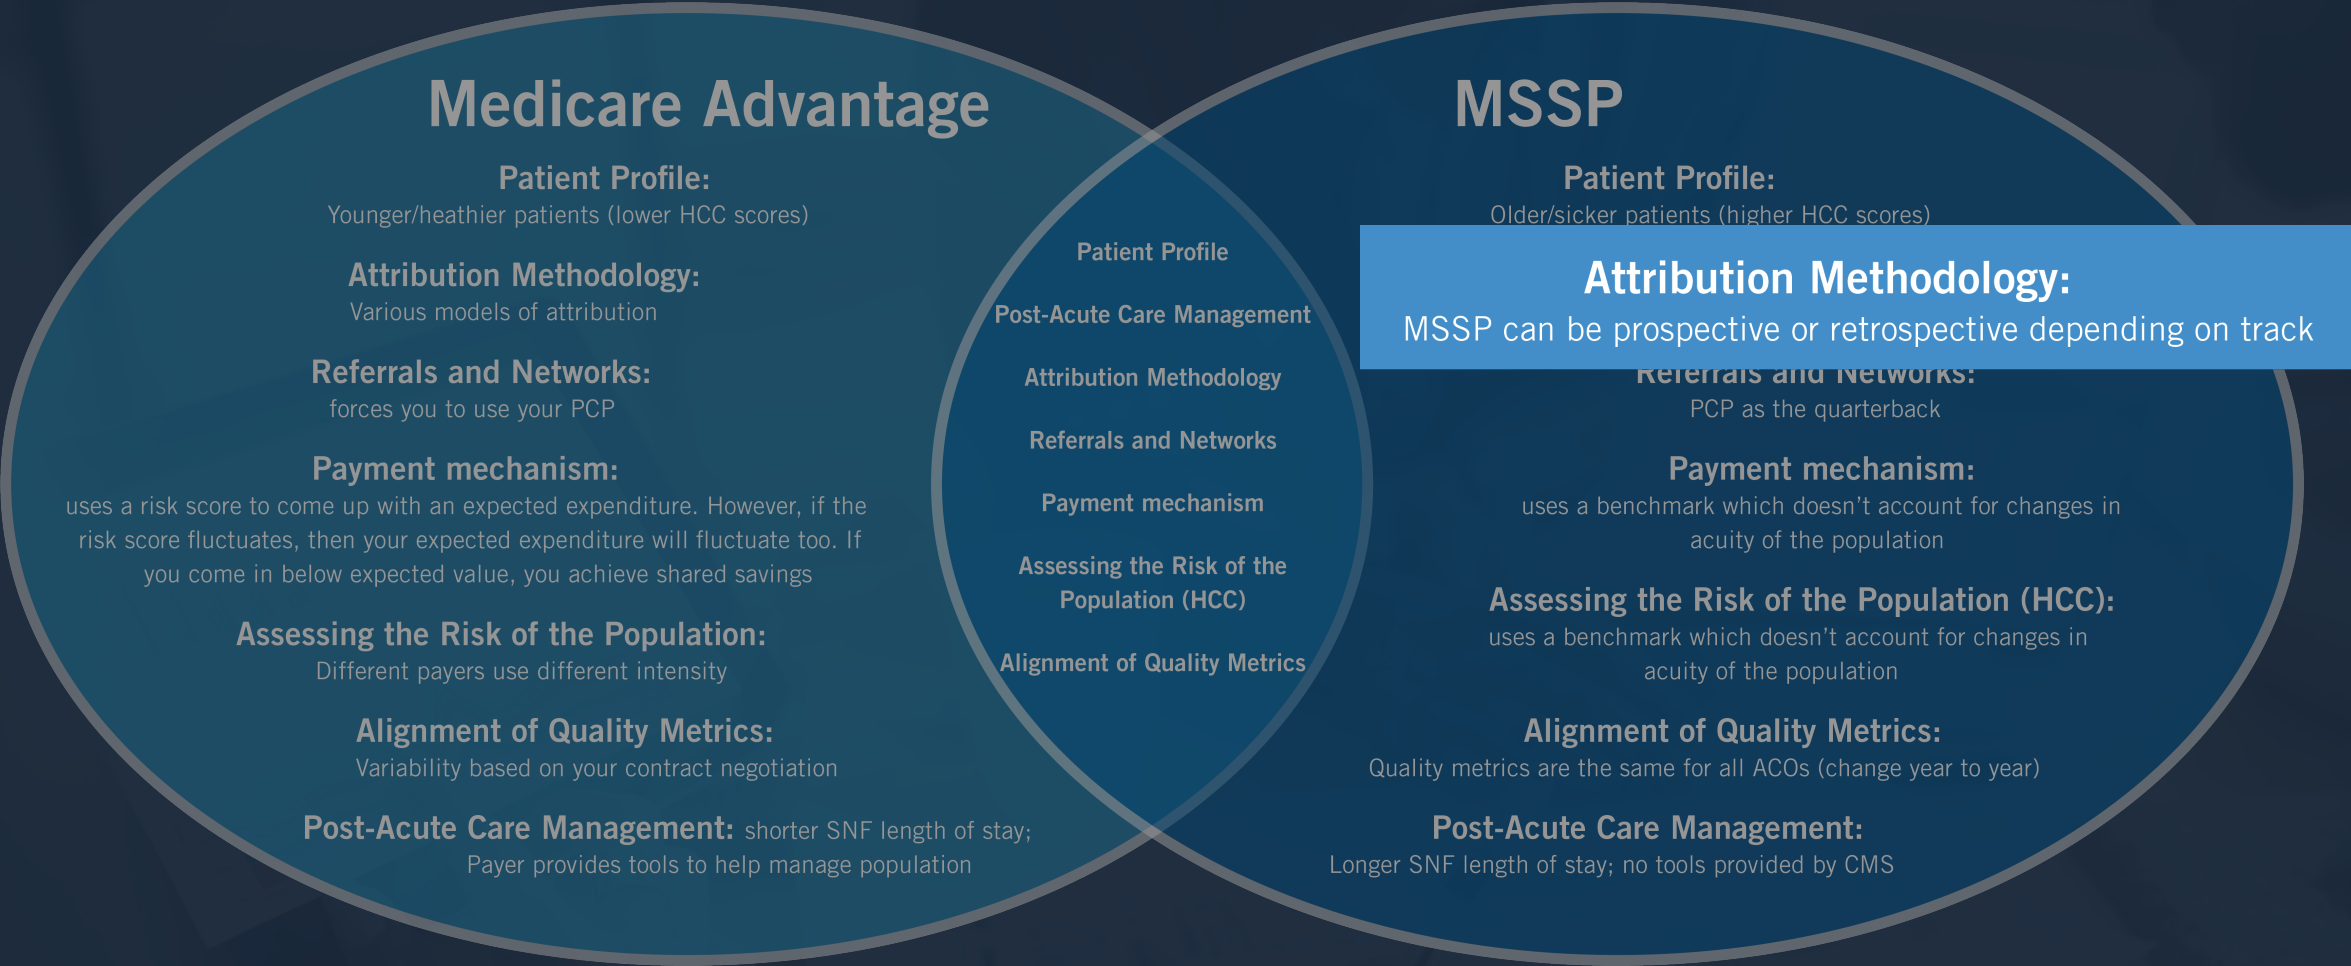 Medicare Advantage
Patient Profile:
Younger/heathier patients (lower HCC scores)
Attribution Methodology:
Various models of attribution
Referrals and Networks:
forces you to use your PCP
Payment mechanism:
uses a risk score to come up with an expected expenditure. However, if the
risk score fluctuates, then your expected expenditure will fluctuate too. If
you come in below expected value, you achieve shared savings
Assessing the Risk of the Population:
Different payers use different intensity
Alignment of Quality Metrics:
Variability based on your contract negotiation
Post-Acute Care Management: shorter SNF length of stay;
Payer provides tools to help manage population
Patient Profile
Post-Acute Care Management
Attribution Methodology
Referrals and Networks
Payment mechanism
Assessing the Risk of the
Population (HCC)
Alignment of Quality Metrics
MSSP
Patient Profile:
Older/sicker patients (higher HCC scores)
Attribution Methodology:
MSSP can be prospective or retrospective depending on track
Referrals and Networks:
PCP as the quarterback
Payment mechanism:
uses a benchmark which doesn't account for changes in
acuity of the population
Assessing the Risk of the Population (HCC):
uses a benchmark which doesn't account for changes in
acuity of the population
Alignment of Quality Metrics:
Quality metrics are the same for all ACOs (change year to year)
Post-Acute Care Management:
Longer SNF length of stay; no tools provided by CMS